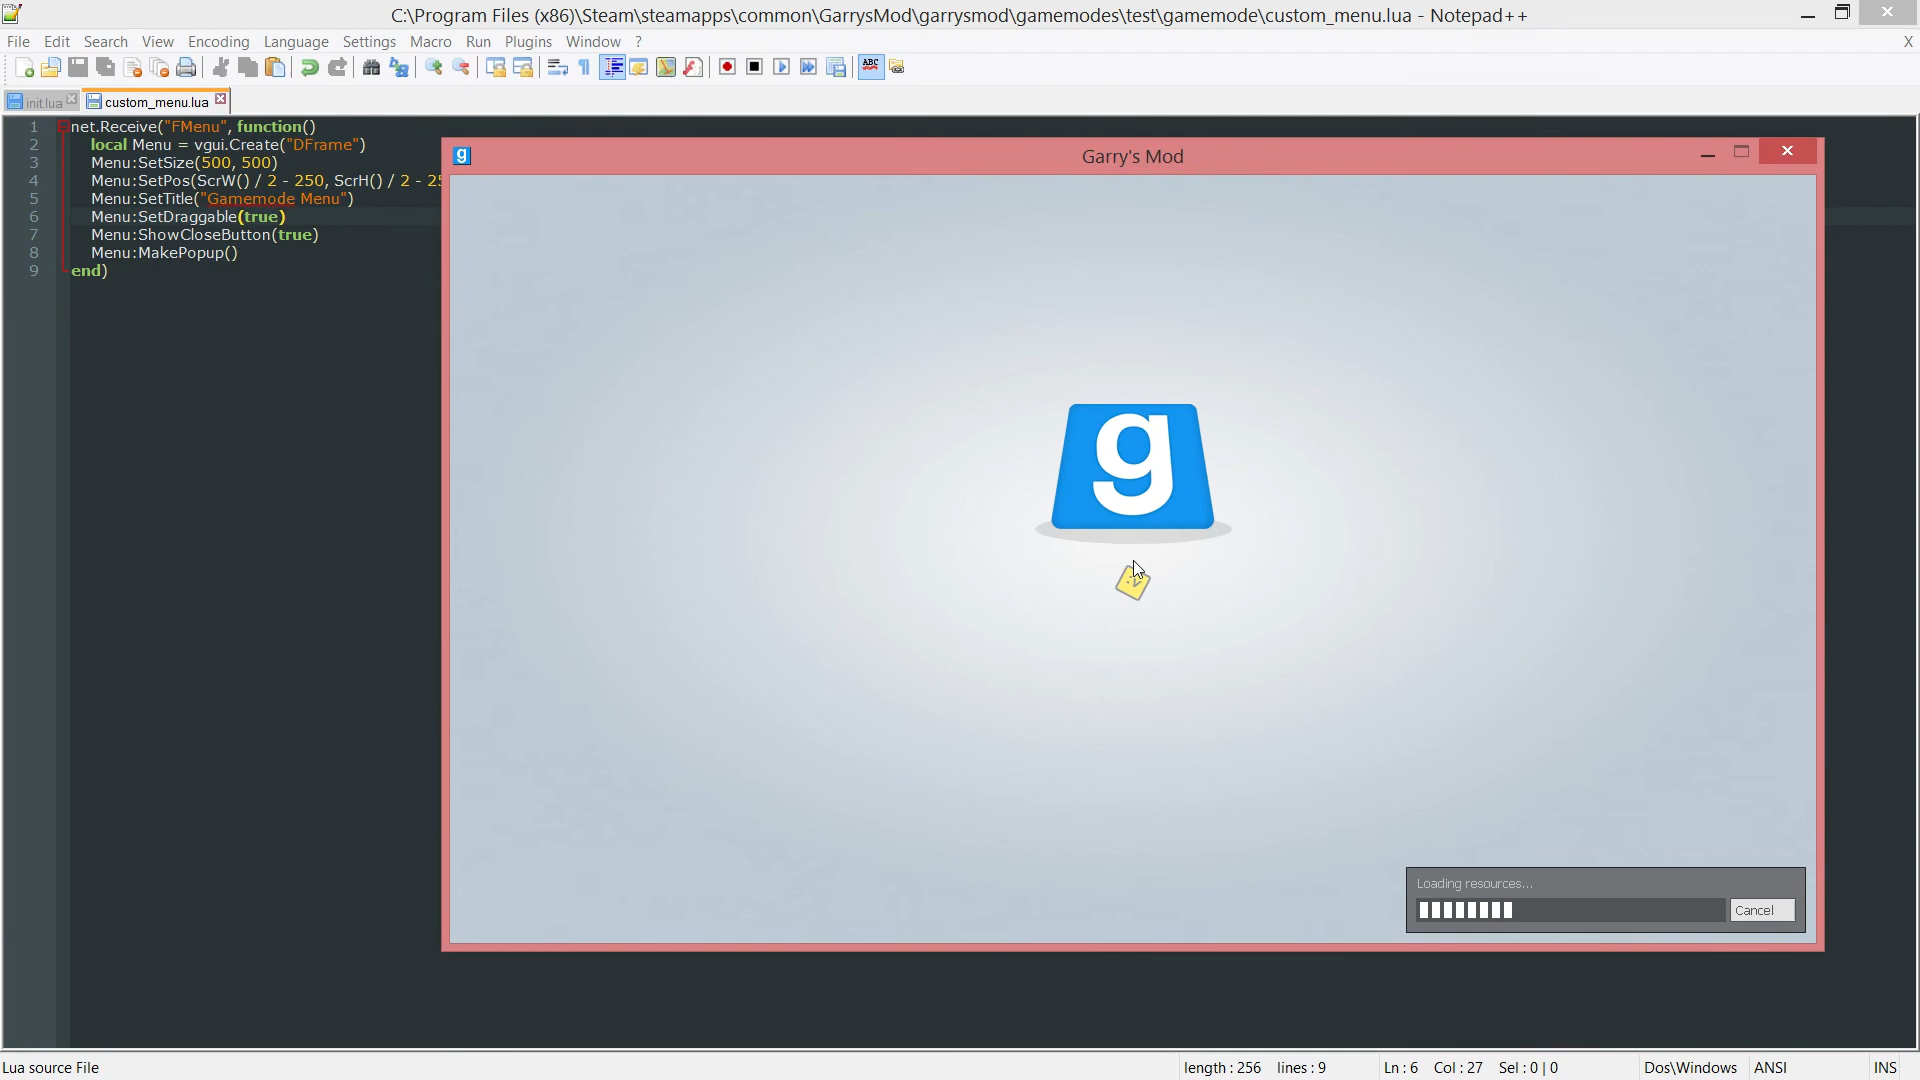 C:\Program Files (x86)\Steam\steamapps\common\GarrysMod\garrysmod\gamemodes\test\gamemode\custom_menu.lua - Notepad++
File Edit Search View Encoding Language Settings Macro Run Plugins Window ? X
ABC
init.lua custom_menu.lua
1 net.Receive("FMenu", function()
2 local Menu = vgui.Create("DFrame")
3 Menu:SetSize(500, 500)
4 Menu:SetPos(ScrW() / 2 - 250, ScrH() / 2 - 25
5 Menu:SetTitle("Gamemode Menu")
6 Menu:SetDraggable(true)
7 Menu:ShowCloseButton(true)
8 Menu:MakePopup()
9 end)
g Garry's Mod
g
Loading resources...
Cancel
Lua source File length : 256 lines : 9 Ln : 6 Col : 27 Sel : 0 | 0 Dos\Windows ANSI INS